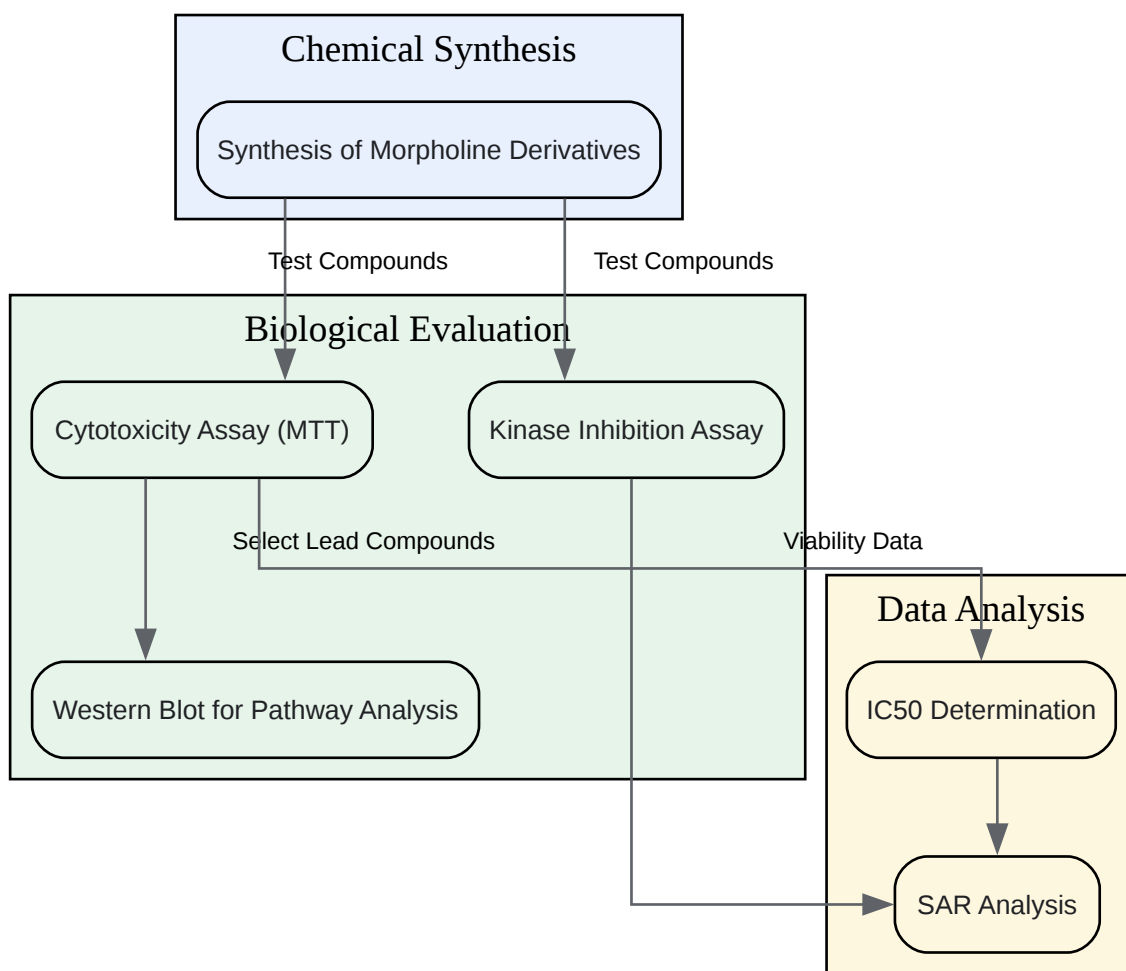 Chemical Synthesis
Synthesis of Morpholine Derivatives
Test Compounds
Test Compounds
Biological Evaluation
Cytotoxicity Assay (MTT)
Kinase Inhibition Assay
Select Lead Compounds
Viability Data
Data Analysis
Western Blot for Pathway Analysis
IC50 Determination
SAR Analysis